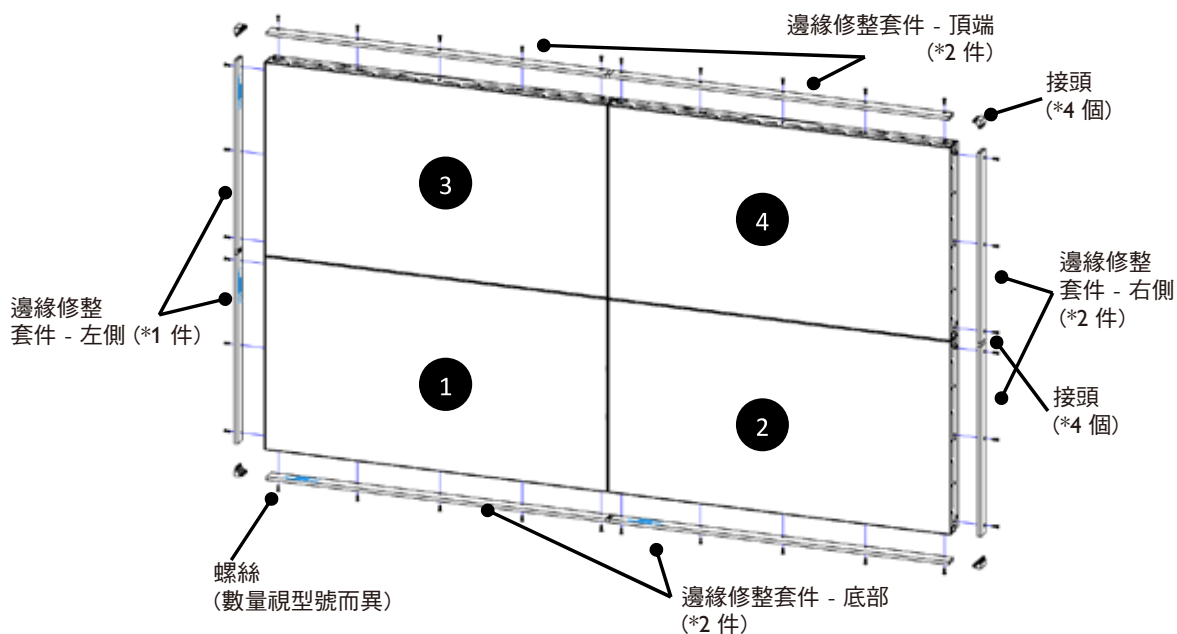 邊緣修整套件 - 頂端
(*2 件)
接頭
(*4 個)
3
4
邊緣修整
套件 - 右側
(*2 件)
邊緣修整
套件 - 左側 (*1 件)
1
2
接頭
(*4 個)
螺絲
(數量視型號而異)
邊緣修整套件 - 底部
(*2 件)